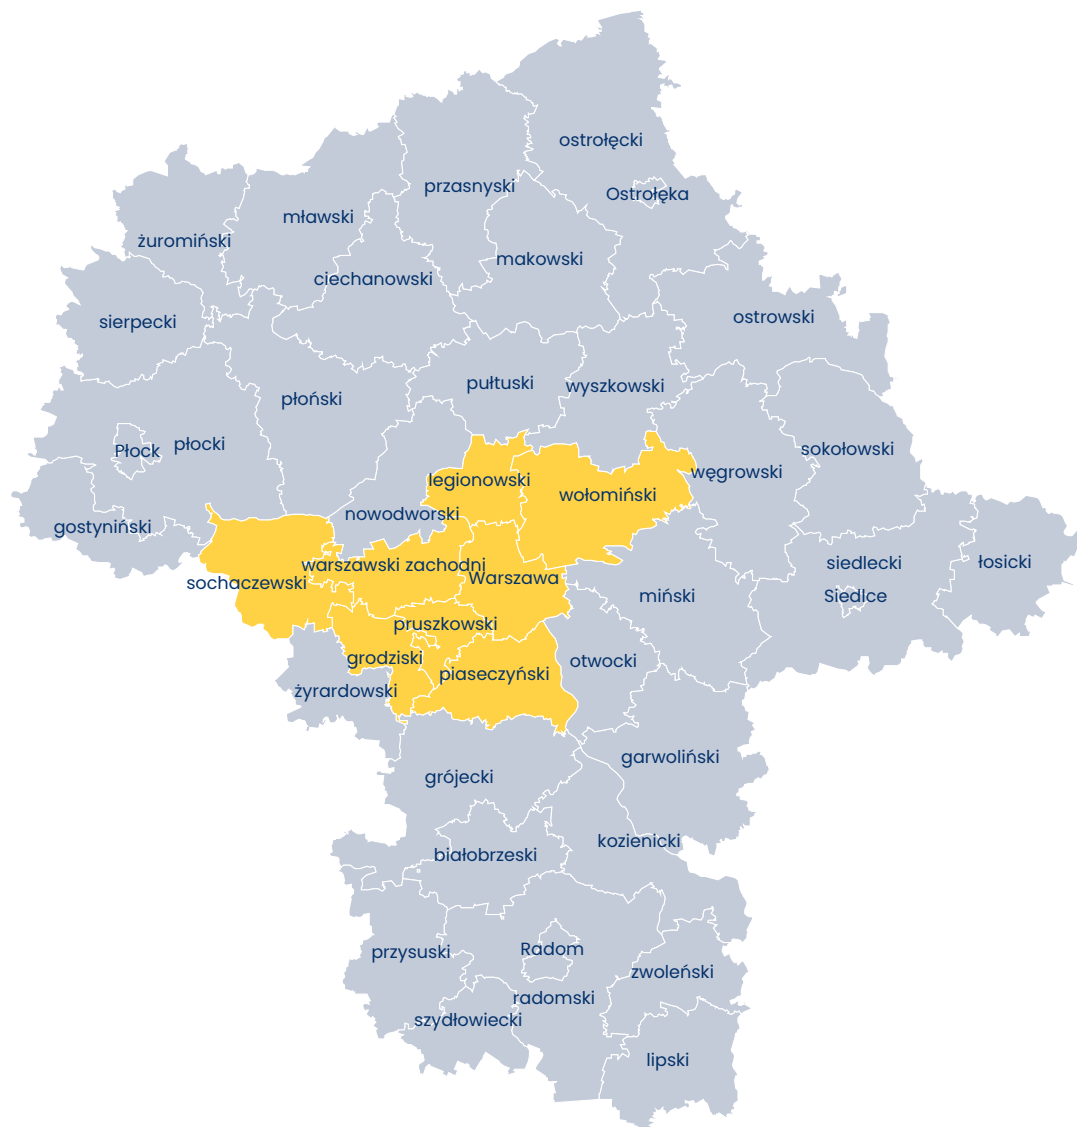 ostrołęcki
przasnyski
Ostrołęka
mławski
żuromiński
makowski
ciechanowski
sierpecki
ostrowski
pułtuski
wyszkowski
płoński
płocki
Płock
sokołowski
węgrowski
legionowski
wołomiński
nowodworski
gostyniński
siedlecki
łosicki
warszawski zachodni
Warszawa
sochaczewski
miński
Siedlce
pruszkowski
grodziski
otwocki
piaseczyński
żyrardowski
garwoliński
grójecki
kozienicki
białobrzeski
Radom
przysuski
zwoleński
radomski
szydłowiecki
lipski